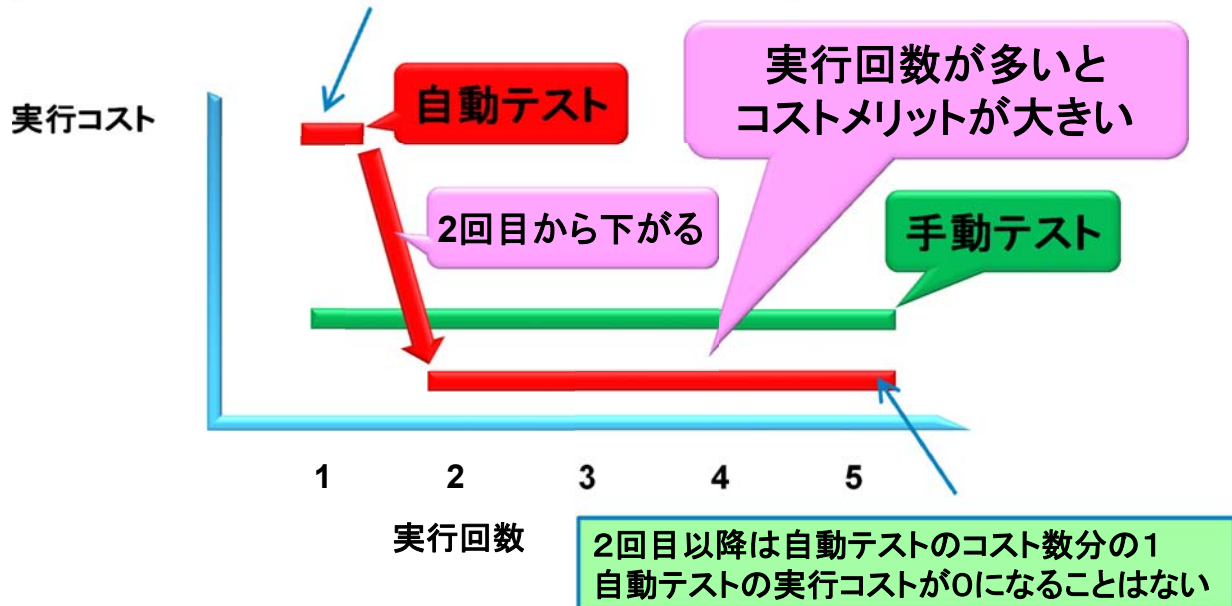 実行コスト
自動テスト
実行回数が多いと
コストメリットが大きい
2回目から下がる
手動テスト
1 2 3 4 5
実行回数
2回目以降は自動テストのコスト数分の1
自動テストの実行コストが0になることはない